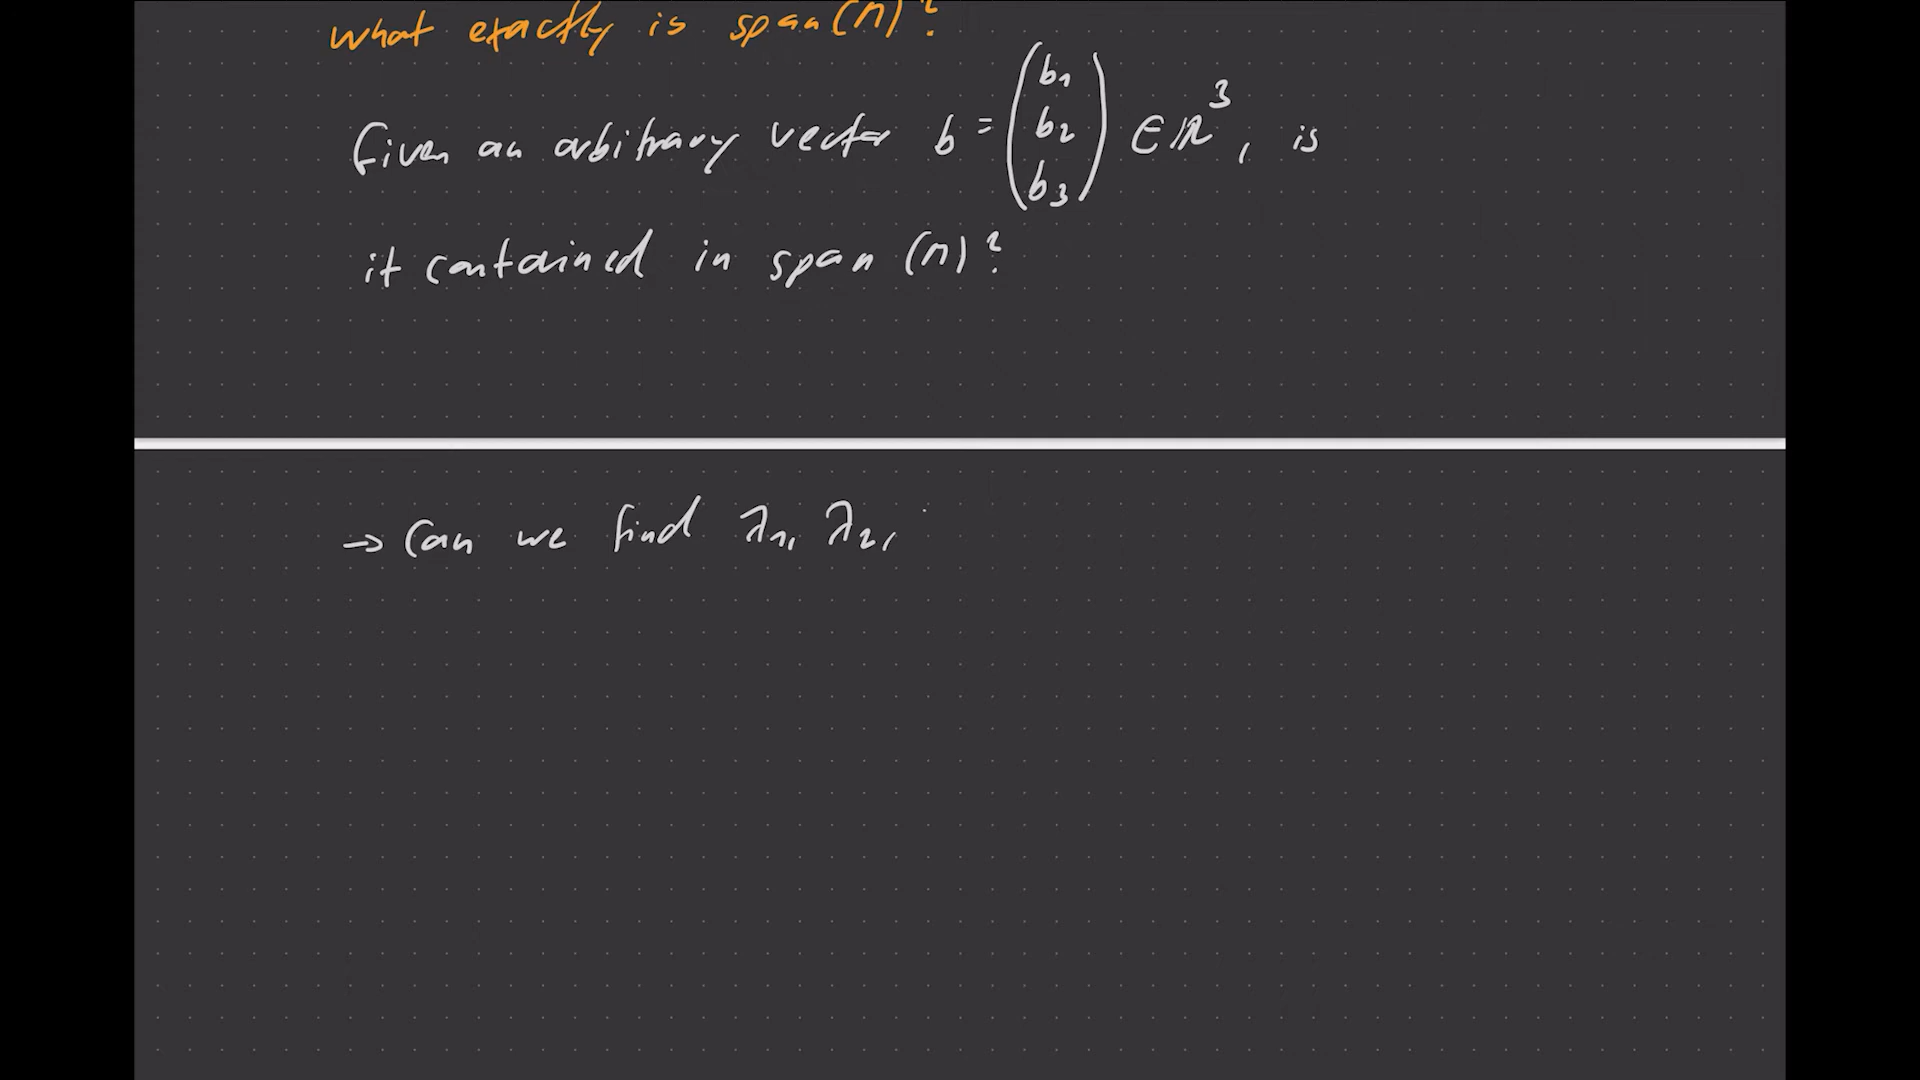 what exactly is span(M)?
Given an arbitrary vector b = (b1 b2 b3) ∈ ℝ^3, is
it contained in span (M)?
→ Can we find λ1, λ2,